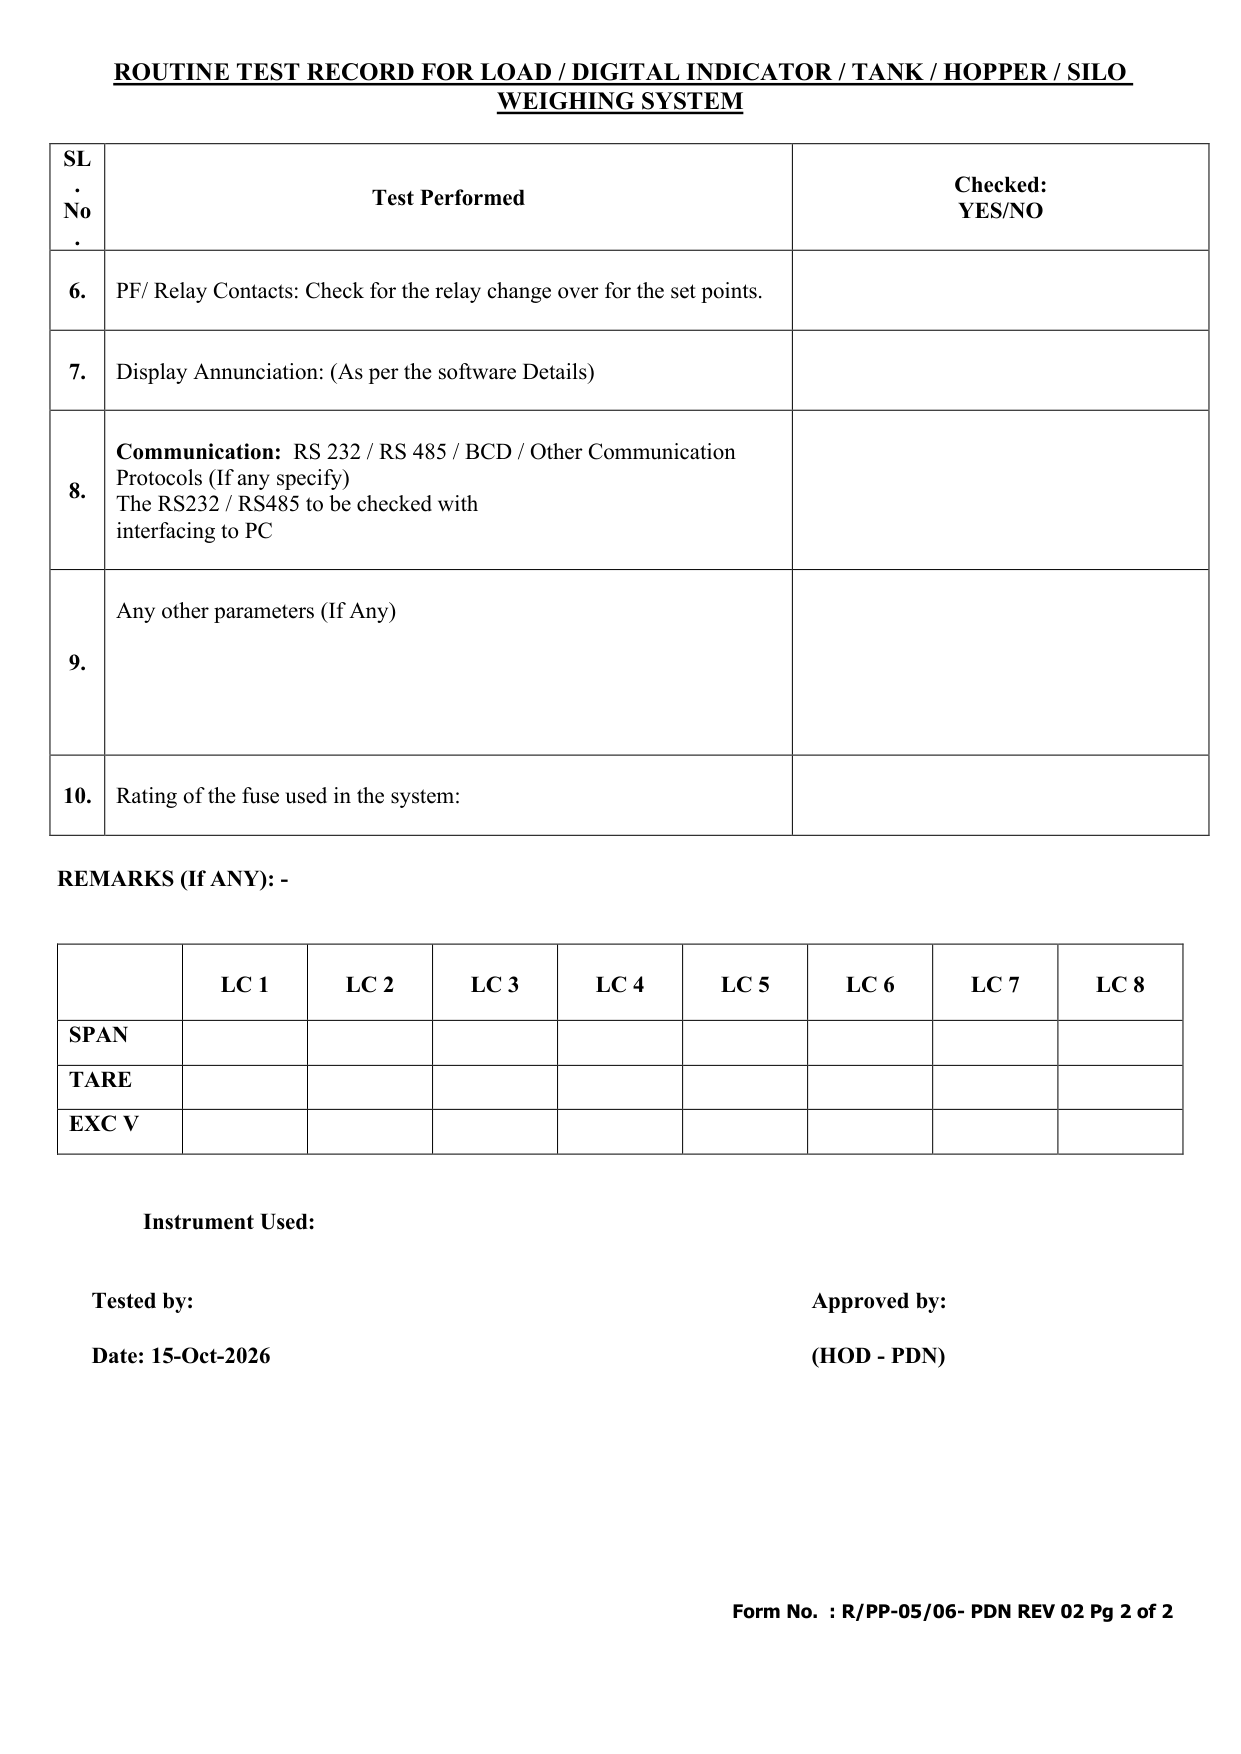 ROUTINE TEST RECORD FOR LOAD / DIGITAL INDICATOR / TANK / HOPPER / SILO
WEIGHING SYSTEM
SL
.
No
.
Test Performed
Checked:
YES/NO
6.
PF/ Relay Contacts: Check for the relay change over for the set points.
7.
Display Annunciation: (As per the software Details)
8.
Communication: RS 232 / RS 485 / BCD / Other Communication
Protocols (If any specify)
The RS232 / RS485 to be checked with
interfacing to PC
9.
Any other parameters (If Any)
10.
Rating of the fuse used in the system:
REMARKS (If ANY): -
LC 1 LC 2 LC 3 LC 4 LC 5 LC 6 LC 7 LC 8
SPAN
TARE
EXC V
Instrument Used:
Tested by: Approved by:
Date: 15-Oct-2026 (HOD - PDN)
Form No. : R/PP-05/06- PDN REV 02 Pg 2 of 2